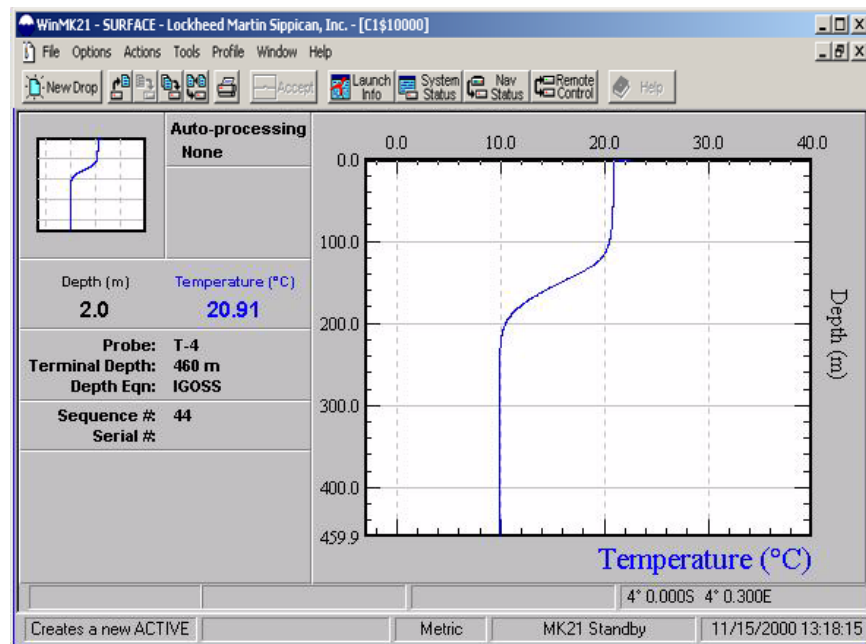 WinMK21 - SURFACE - Lockheed Martin Sippican, Inc. - [C1$10000]
File Options Actions Tools Profile Window Help
New Drop Accept Launch Info System Status Nav Status Remote Control Help
Auto-processing
None
Depth (m) Temperature (°C)
2.0 20.91
Probe: T-4
Terminal Depth: 460 m
Depth Eqn: IGOSS
Sequence #: 44
Serial #:
0.0 10.0 20.0 30.0 40.0
0.0
100.0
200.0
300.0
400.0
459.9
Depth (m)
Temperature (°C)
4° 0.000S 4° 0.300E
Creates a new ACTIVE Metric MK21 Standby 11/15/2000 13:18:15